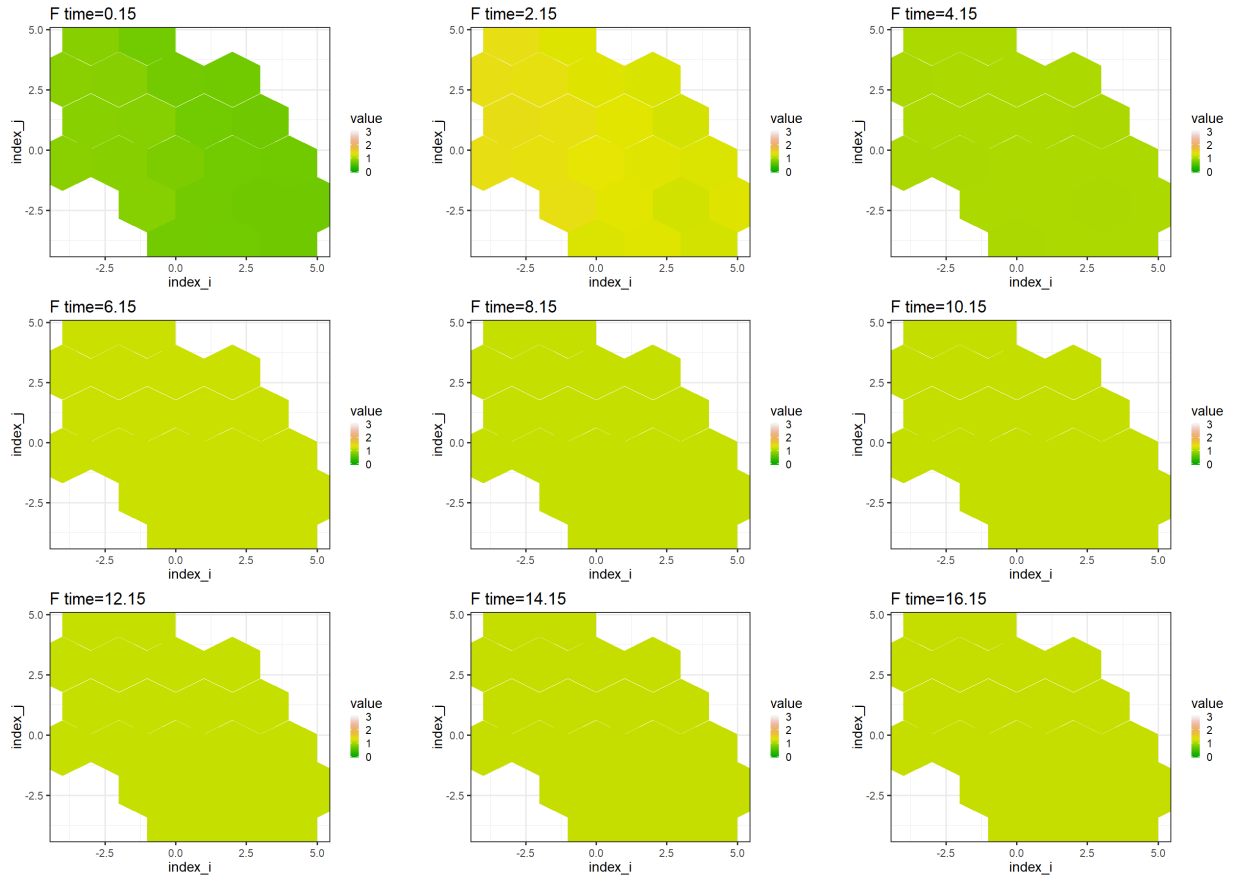 F time=0.15
5.0
2.5
0.0
-2.5
index_j
-2.5 0.0 2.5 5.0
index_i
value
3
2
1
0
F time=2.15
5.0
2.5
0.0
-2.5
index_j
-2.5 0.0 2.5 5.0
index_i
value
3
2
1
0
F time=4.15
5.0
2.5
0.0
-2.5
index_j
-2.5 0.0 2.5 5.0
index_i
value
3
2
1
0
F time=6.15
5.0
2.5
0.0
-2.5
index_j
-2.5 0.0 2.5 5.0
index_i
value
3
2
1
0
F time=8.15
5.0
2.5
0.0
-2.5
index_j
-2.5 0.0 2.5 5.0
index_i
value
3
2
1
0
F time=10.15
5.0
2.5
0.0
-2.5
index_j
-2.5 0.0 2.5 5.0
index_i
value
3
2
1
0
F time=12.15
5.0
2.5
0.0
-2.5
index_j
-2.5 0.0 2.5 5.0
index_i
value
3
2
1
0
F time=14.15
5.0
2.5
0.0
-2.5
index_j
-2.5 0.0 2.5 5.0
index_i
value
3
2
1
0
F time=16.15
5.0
2.5
0.0
-2.5
index_j
-2.5 0.0 2.5 5.0
index_i
value
3
2
1
0